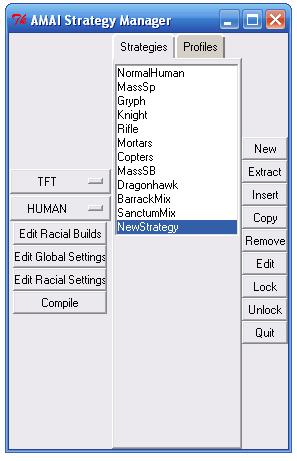 AMAI Strategy Manager
Strategies
Profiles
NormalHuman
MassSp
Gryph
Knight
Rifle
Mortars
Copters
MassSB
Dragonhawk
BarrackMix
SanctumMix
NewStrategy
TFT
HUMAN
Edit Racial Builds
Edit Global Settings
Edit Racial Settings
Compile
New
Extract
Insert
Copy
Remove
Edit
Lock
Unlock
Quit